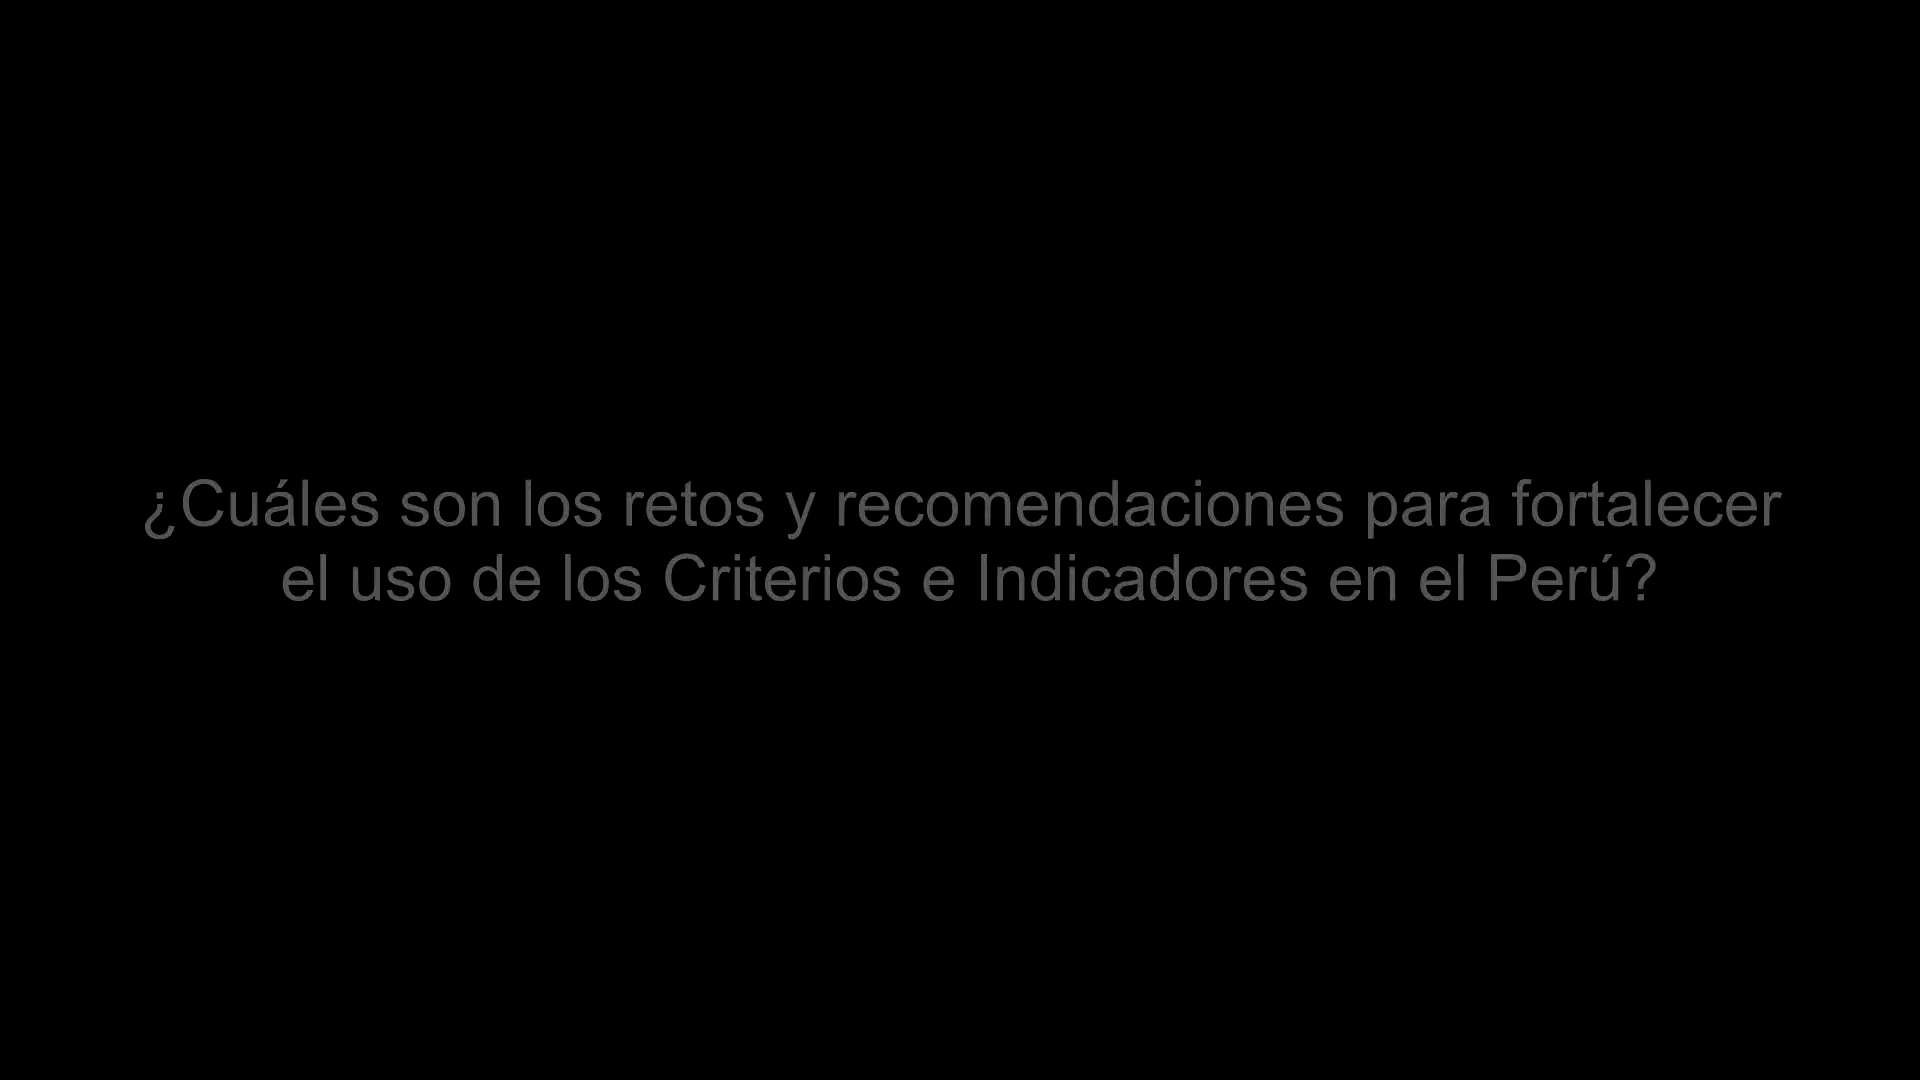 ¿Cuáles son los retos y recomendaciones para fortalecer
el uso de los Criterios e Indicadores en el Perú?